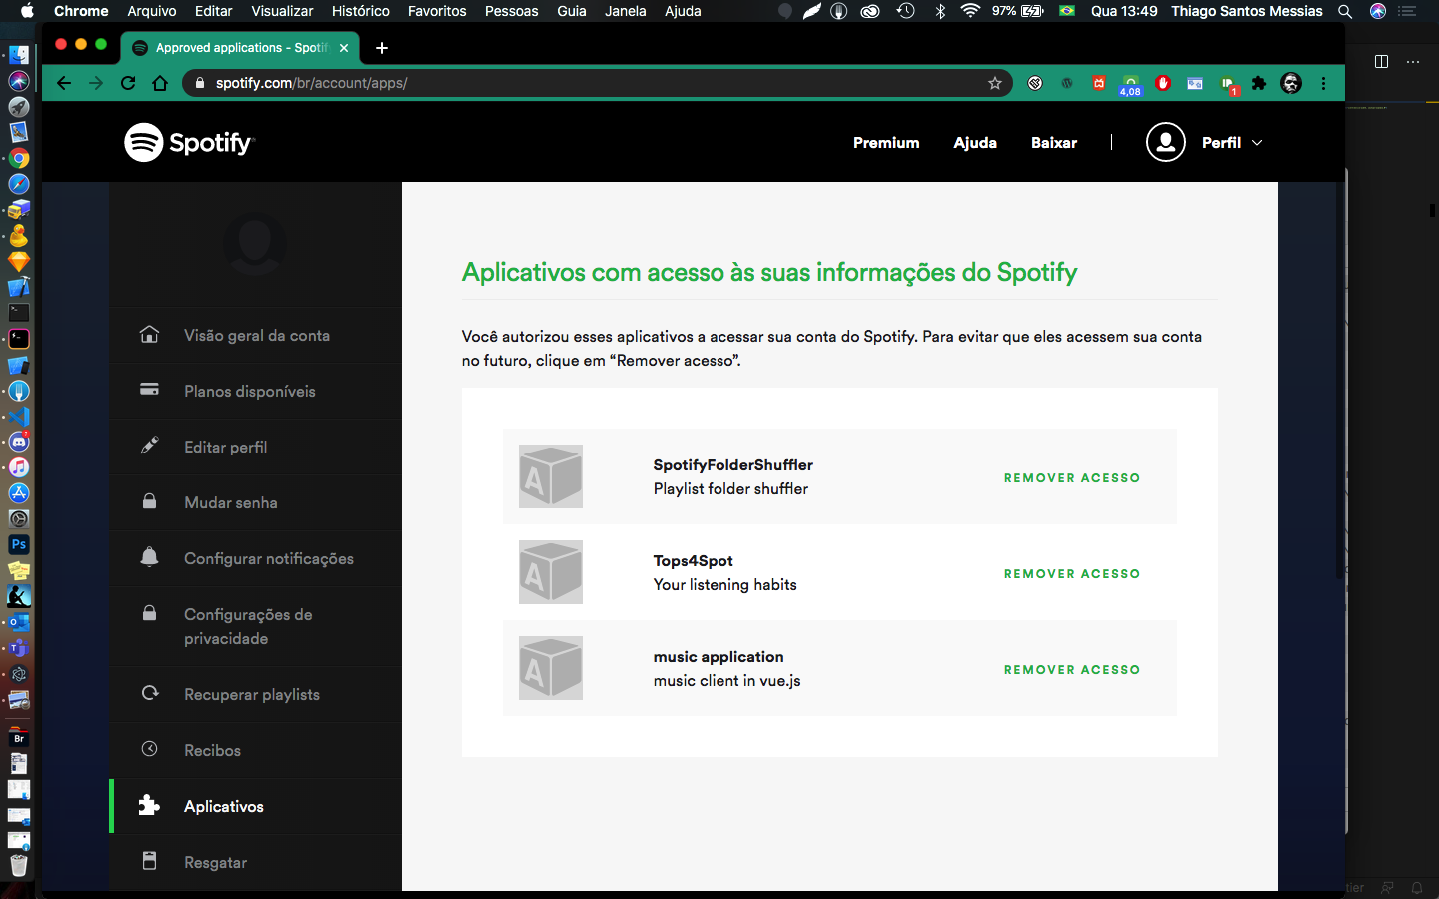 Chrome Arquivo Editar Visualizar Histórico Favoritos Pessoas Guia Janela Ajuda 97% Qua 13:49 Thiago Santos Messias
Approved applications - Spotif
spotify.com/br/account/apps/
4,08
1
Spotify
Premium Ajuda Baixar | Perfil
Visão geral da conta
Planos disponíveis
Editar perfil
Mudar senha
Configurar notificações
Configurações de
privacidade
Recuperar playlists
Recibos
Aplicativos
Resgatar
Aplicativos com acesso às suas informações do Spotify
Você autorizou esses aplicativos a acessar sua conta do Spotify. Para evitar que eles acessem sua conta
no futuro, clique em “Remover acesso”.
SpotifyFolderShuffler
Playlist folder shuffler
REMOVER ACESSO
Tops4Spot
Your listening habits
REMOVER ACESSO
music application
music client in vue.js
REMOVER ACESSO
Ps
Br
tier